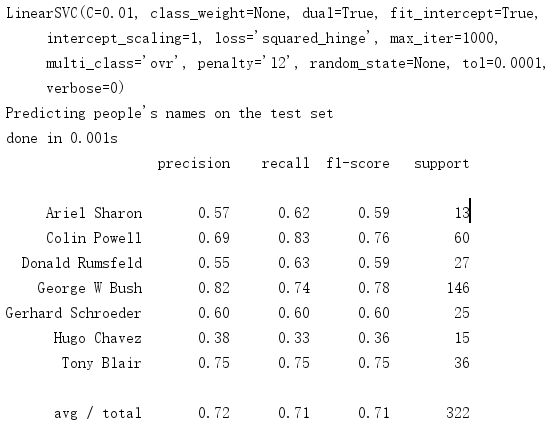 LinearSVC(C=0.01, class_weight=None, dual=True, fit_intercept=True,
intercept_scaling=1, loss='squared_hinge', max_iter=1000,
multi_class='ovr', penalty='l2', random_state=None, tol=0.0001,
verbose=0)
Predicting people's names on the test set
done in 0.001s
precision recall f1-score support
Ariel Sharon 0.57 0.62 0.59 13
Colin Powell 0.69 0.83 0.76 60
Donald Rumsfeld 0.55 0.63 0.59 27
George W Bush 0.82 0.74 0.78 146
Gerhard Schroeder 0.60 0.60 0.60 25
Hugo Chavez 0.38 0.33 0.36 15
Tony Blair 0.75 0.75 0.75 36
avg / total 0.72 0.71 0.71 322